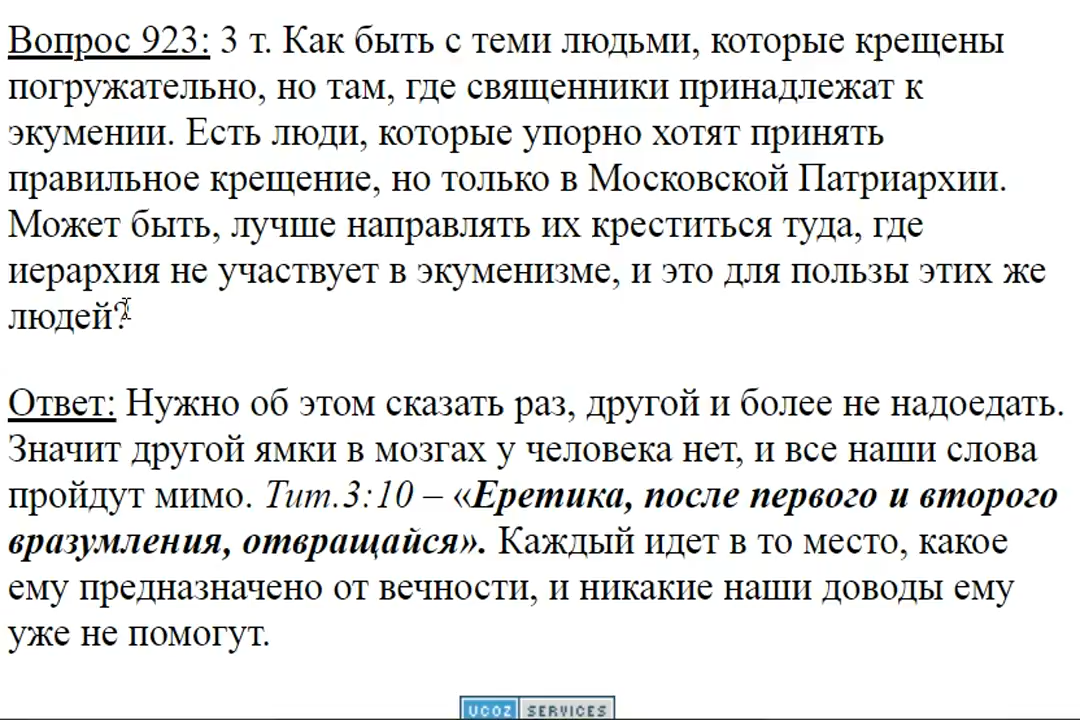 Вопрос 923: 3 т. Как быть с теми людьми, которые крещены
погружательно, но там, где священники принадлежат к
экумении. Есть люди, которые упорно хотят принять
правильное крещение, но только в Московской Патриархии.
Может быть, лучше направлять их креститься туда, где
иерархия не участвует в экуменизме, и это для пользы этих же
людей?
Ответ: Нужно об этом сказать раз, другой и более не надоедать.
Значит другой ямки в мозгах у человека нет, и все наши слова
пройдут мимо. Тит.3:10 – «Еретика, после первого и второго
вразумления, отвращайся». Каждый идет в то место, какое
ему предназначено от вечности, и никакие наши доводы ему
уже не помогут.
UCOZ SERVICES